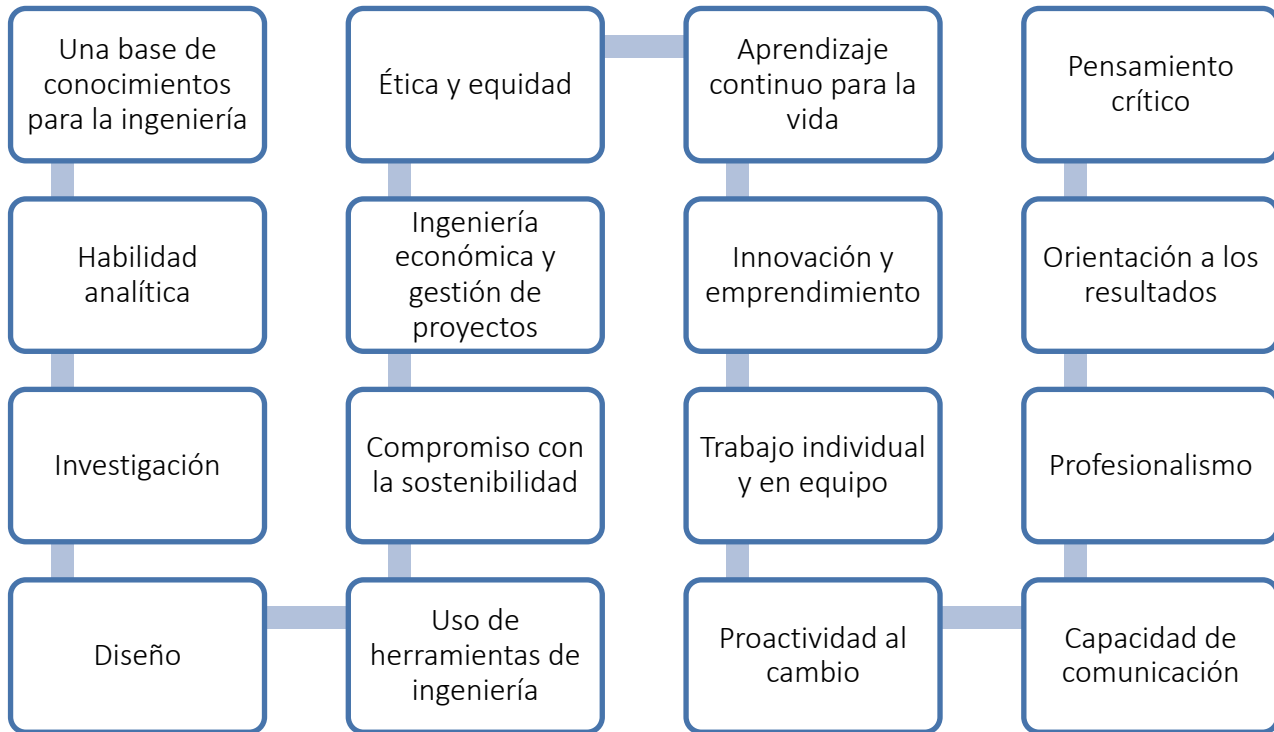 Una base de
conocimientos
para la ingeniería
Habilidad
analítica
Investigación
Diseño
Uso de
herramientas de
ingeniería
Compromiso con
la sostenibilidad
Ingeniería
económica y
gestión de
proyectos
Ética y equidad
Aprendizaje
continuo para la
vida
Innovación y
emprendimiento
Trabajo individual
y en equipo
Proactividad al
cambio
Capacidad de
comunicación
Profesionalismo
Orientación a los
resultados
Pensamiento
crítico